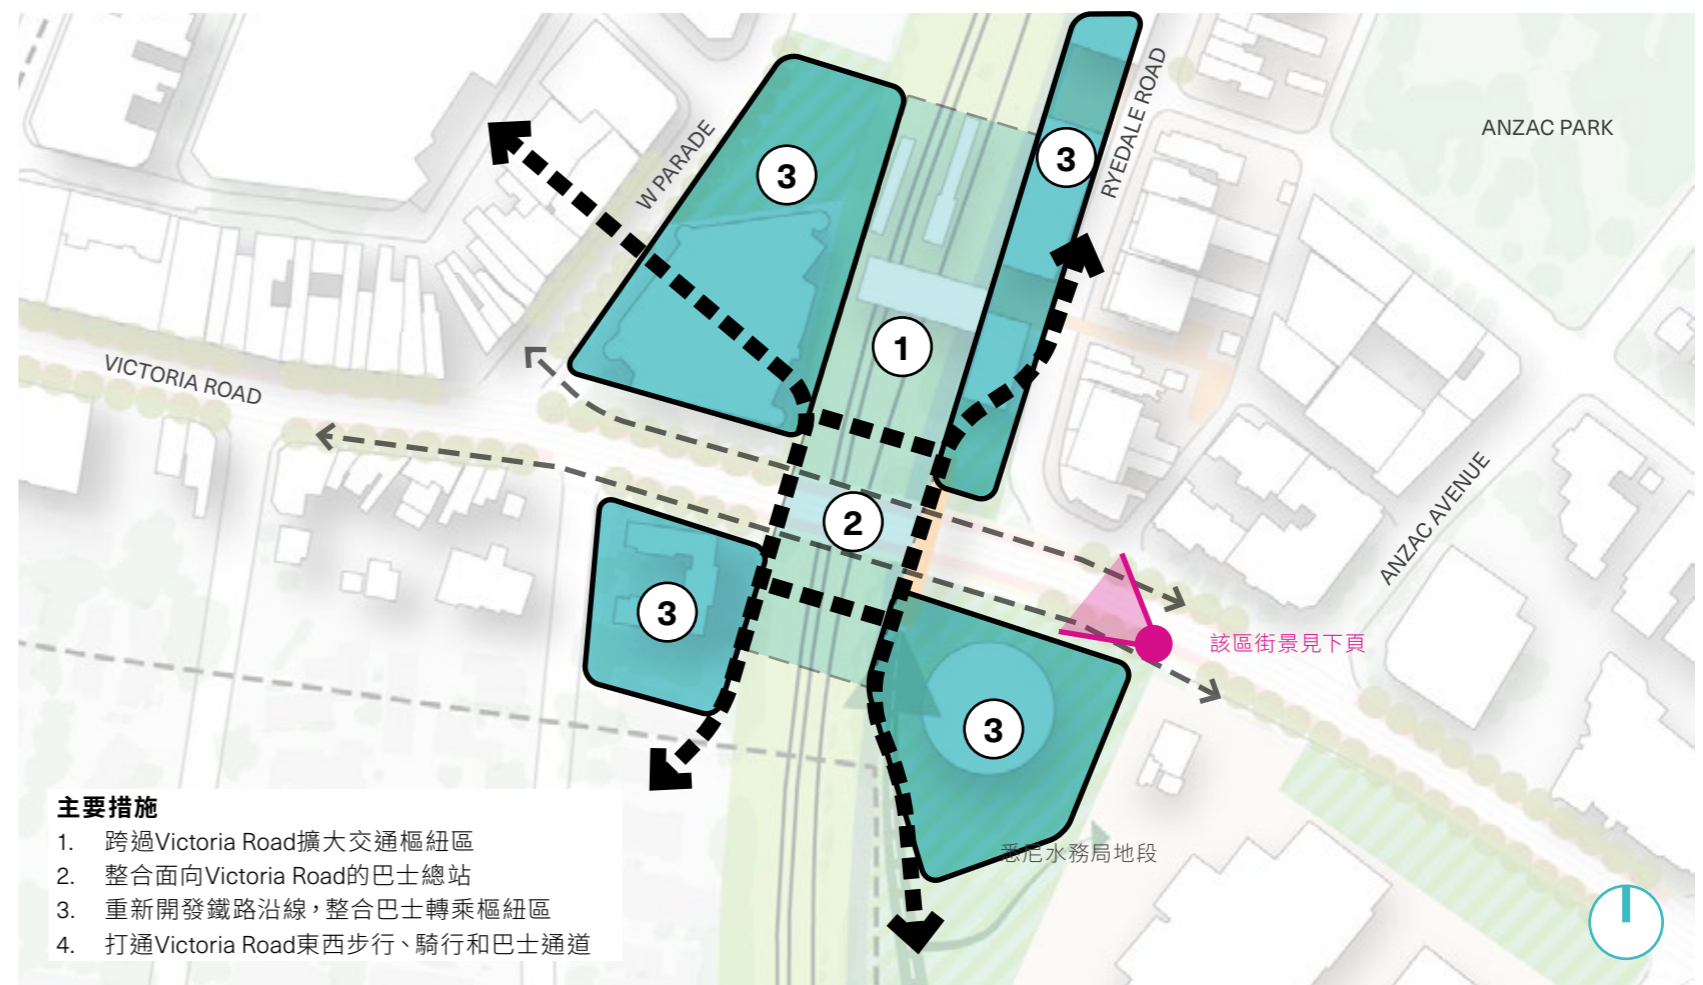 ANZAC PARK
RYEDALE ROAD
W PARADE
3
3
1
VICTORIA ROAD
2
ANZAC AVENUE
3
該區街景見下頁
3
悉尼水務局地段
主要措施
1. 跨過Victoria Road擴大交通樞紐區
2. 整合面向Victoria Road的巴士總站
3. 重新開發鐵路沿線，整合巴士轉乘樞紐區
4. 打通Victoria Road東西步行、騎行和巴士通道